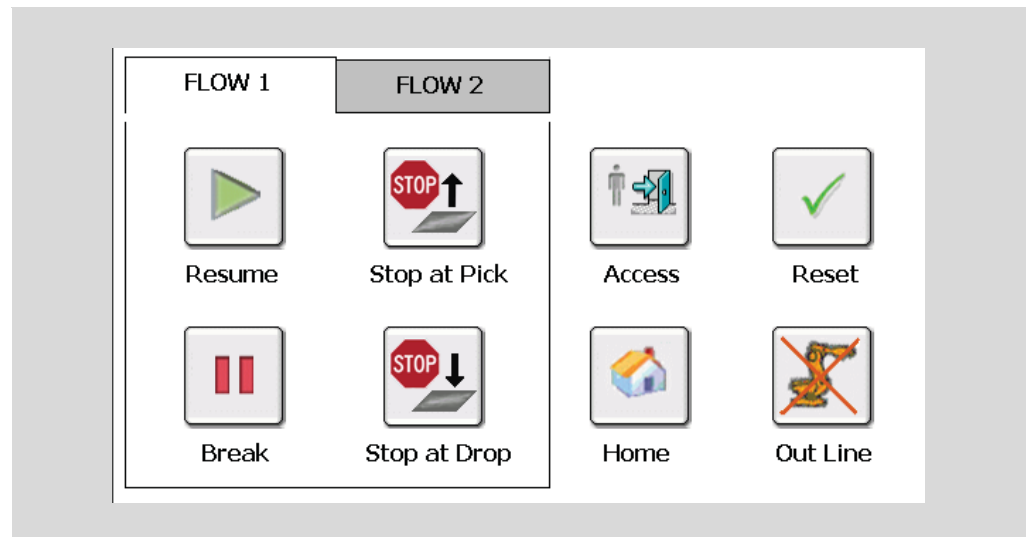 FLOW 1 FLOW 2
STOP STOP
Resume Stop at Pick Access Reset
STOP
Break Stop at Drop Home Out Line